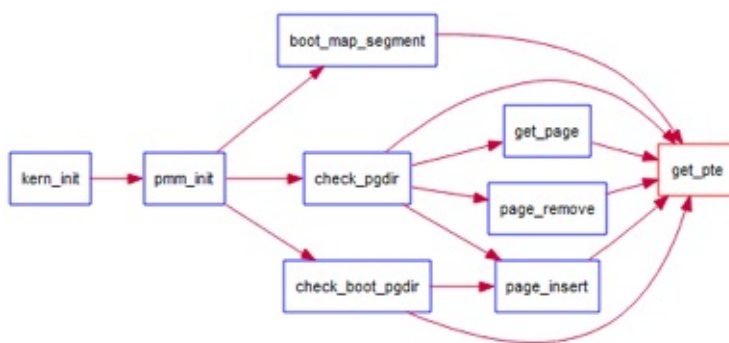 boot_map_segment
get_page
kern_init
pmm_init
check_pgdir
get_pte
page_remove
check_boot_pgdir
page_insert